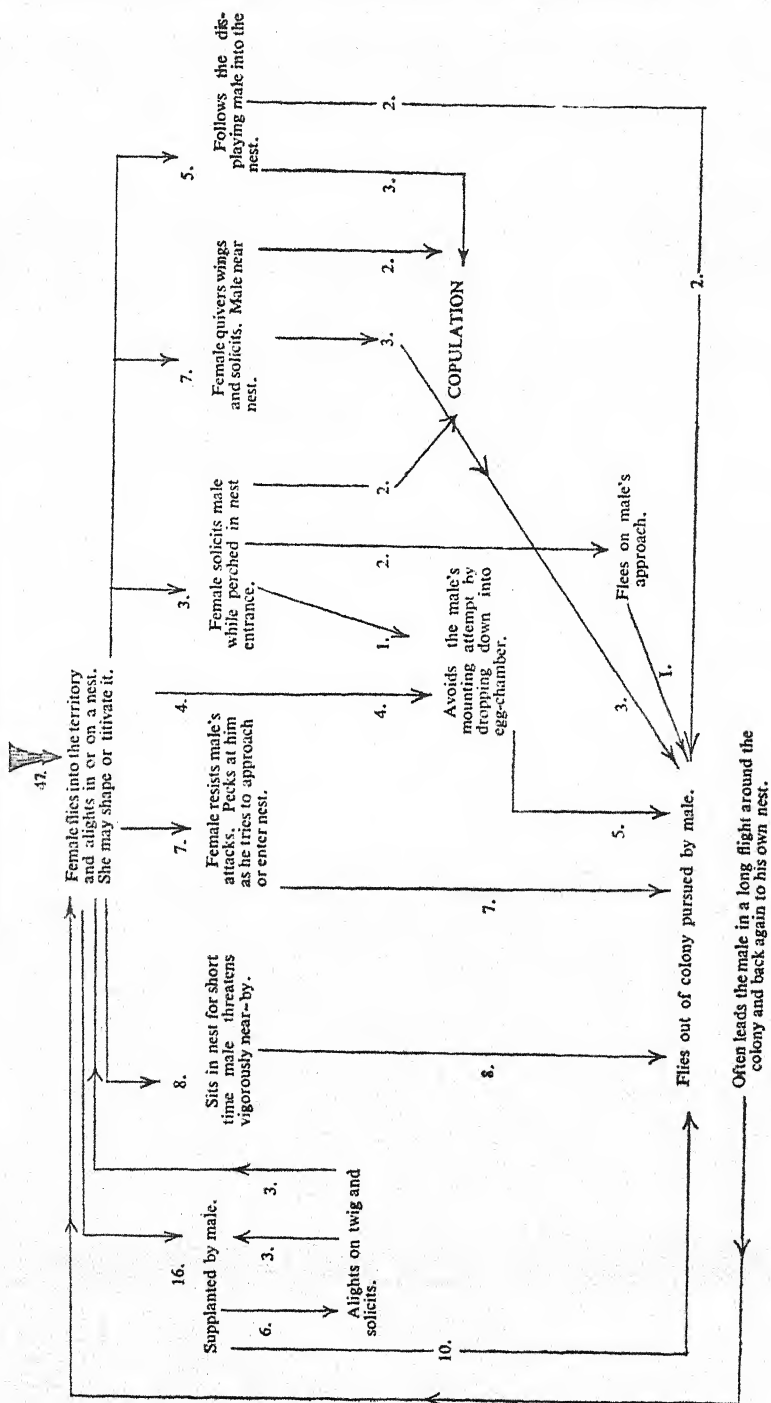 47.
Female flies into the territory
and alights in or on a nest.
She may shape or titivate it.
16.
Supplanted by male.
6.
3.
3.
Alights on twig and
solicits.
10.
8.
Sits in nest for short
time male threatens
vigorously near-by.
8.
7.
Female resists male's
attacks. Pecks at him
as he tries to approach
or enter nest.
7.
4.
4.
3.
Female solicits male
while perched in nest
entrance.
1.
2.
2.
Avoids the male's
mounting attempt by
dropping down into
egg-chamber.
5.
Flees on male's
approach.
1.
7.
Female quivers wings
and solicits. Male near
nest.
3.
2.
3.
5.
Follows the dis-
playing male into the
nest.
3.
2.
COPULATION
2.
Flies out of colony pursued by male.
Often leads the male in a long flight around the
colony and back again to his own nest.